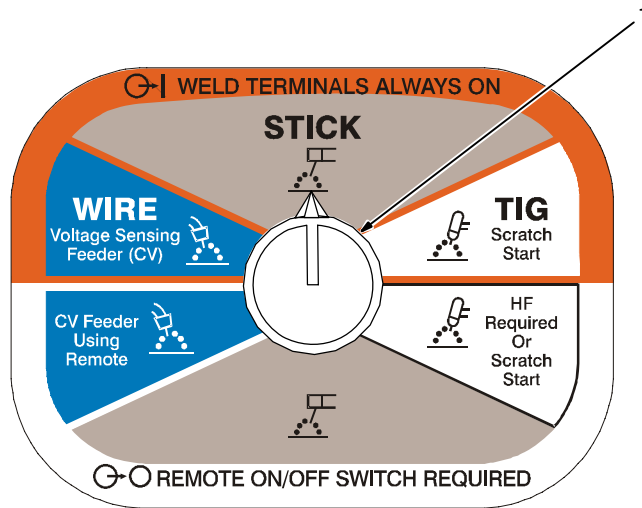 WELD TERMINALS ALWAYS ON
STICK
WIRE
Voltage Sensing
Feeder (CV)
TIG
Scratch
Start
CV Feeder
Using
Remote
HF
Required
Or
Scratch
Start
REMOTE ON/OFF SWITCH REQUIRED